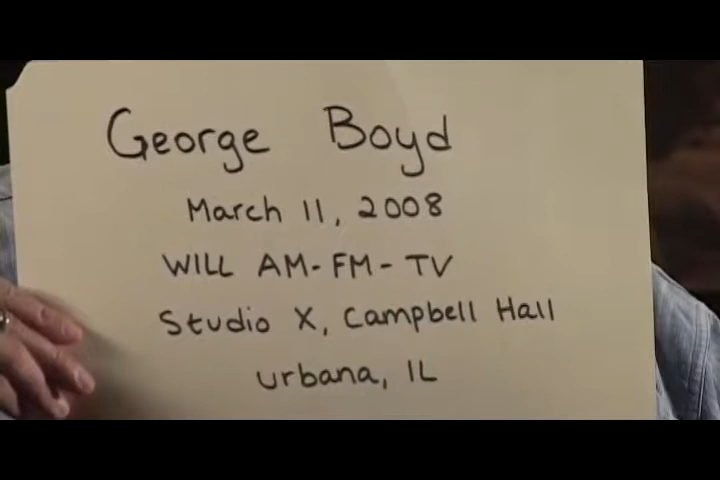 George Boyd
March 11, 2008
WILL AM-FM-TV
Studio X, Campbell Hall
Urbana, IL